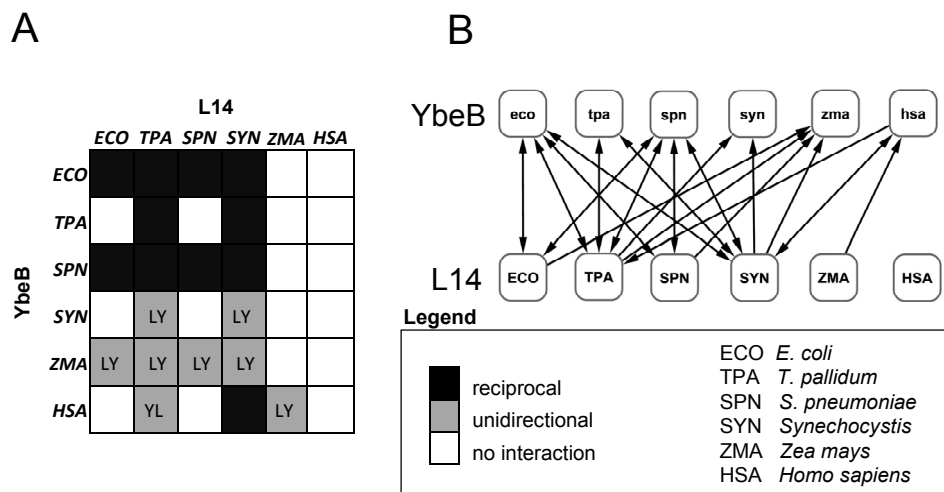 A
B
L14
ECO TPA SPN SYN ZMA HSA
YbeB
ECO
TPA
SPN
SYN LY LY
ZMA LY LY LY LY
HSA YL LY
YbeB eco tpa spn syn zma hsa
L14 ECO TPA SPN SYN ZMA HSA
Legend
reciprocal
unidirectional
no interaction
ECO E. coli
TPA T. pallidum
SPN S. pneumoniae
SYN Synechocystis
ZMA Zea mays
HSA Homo sapiens